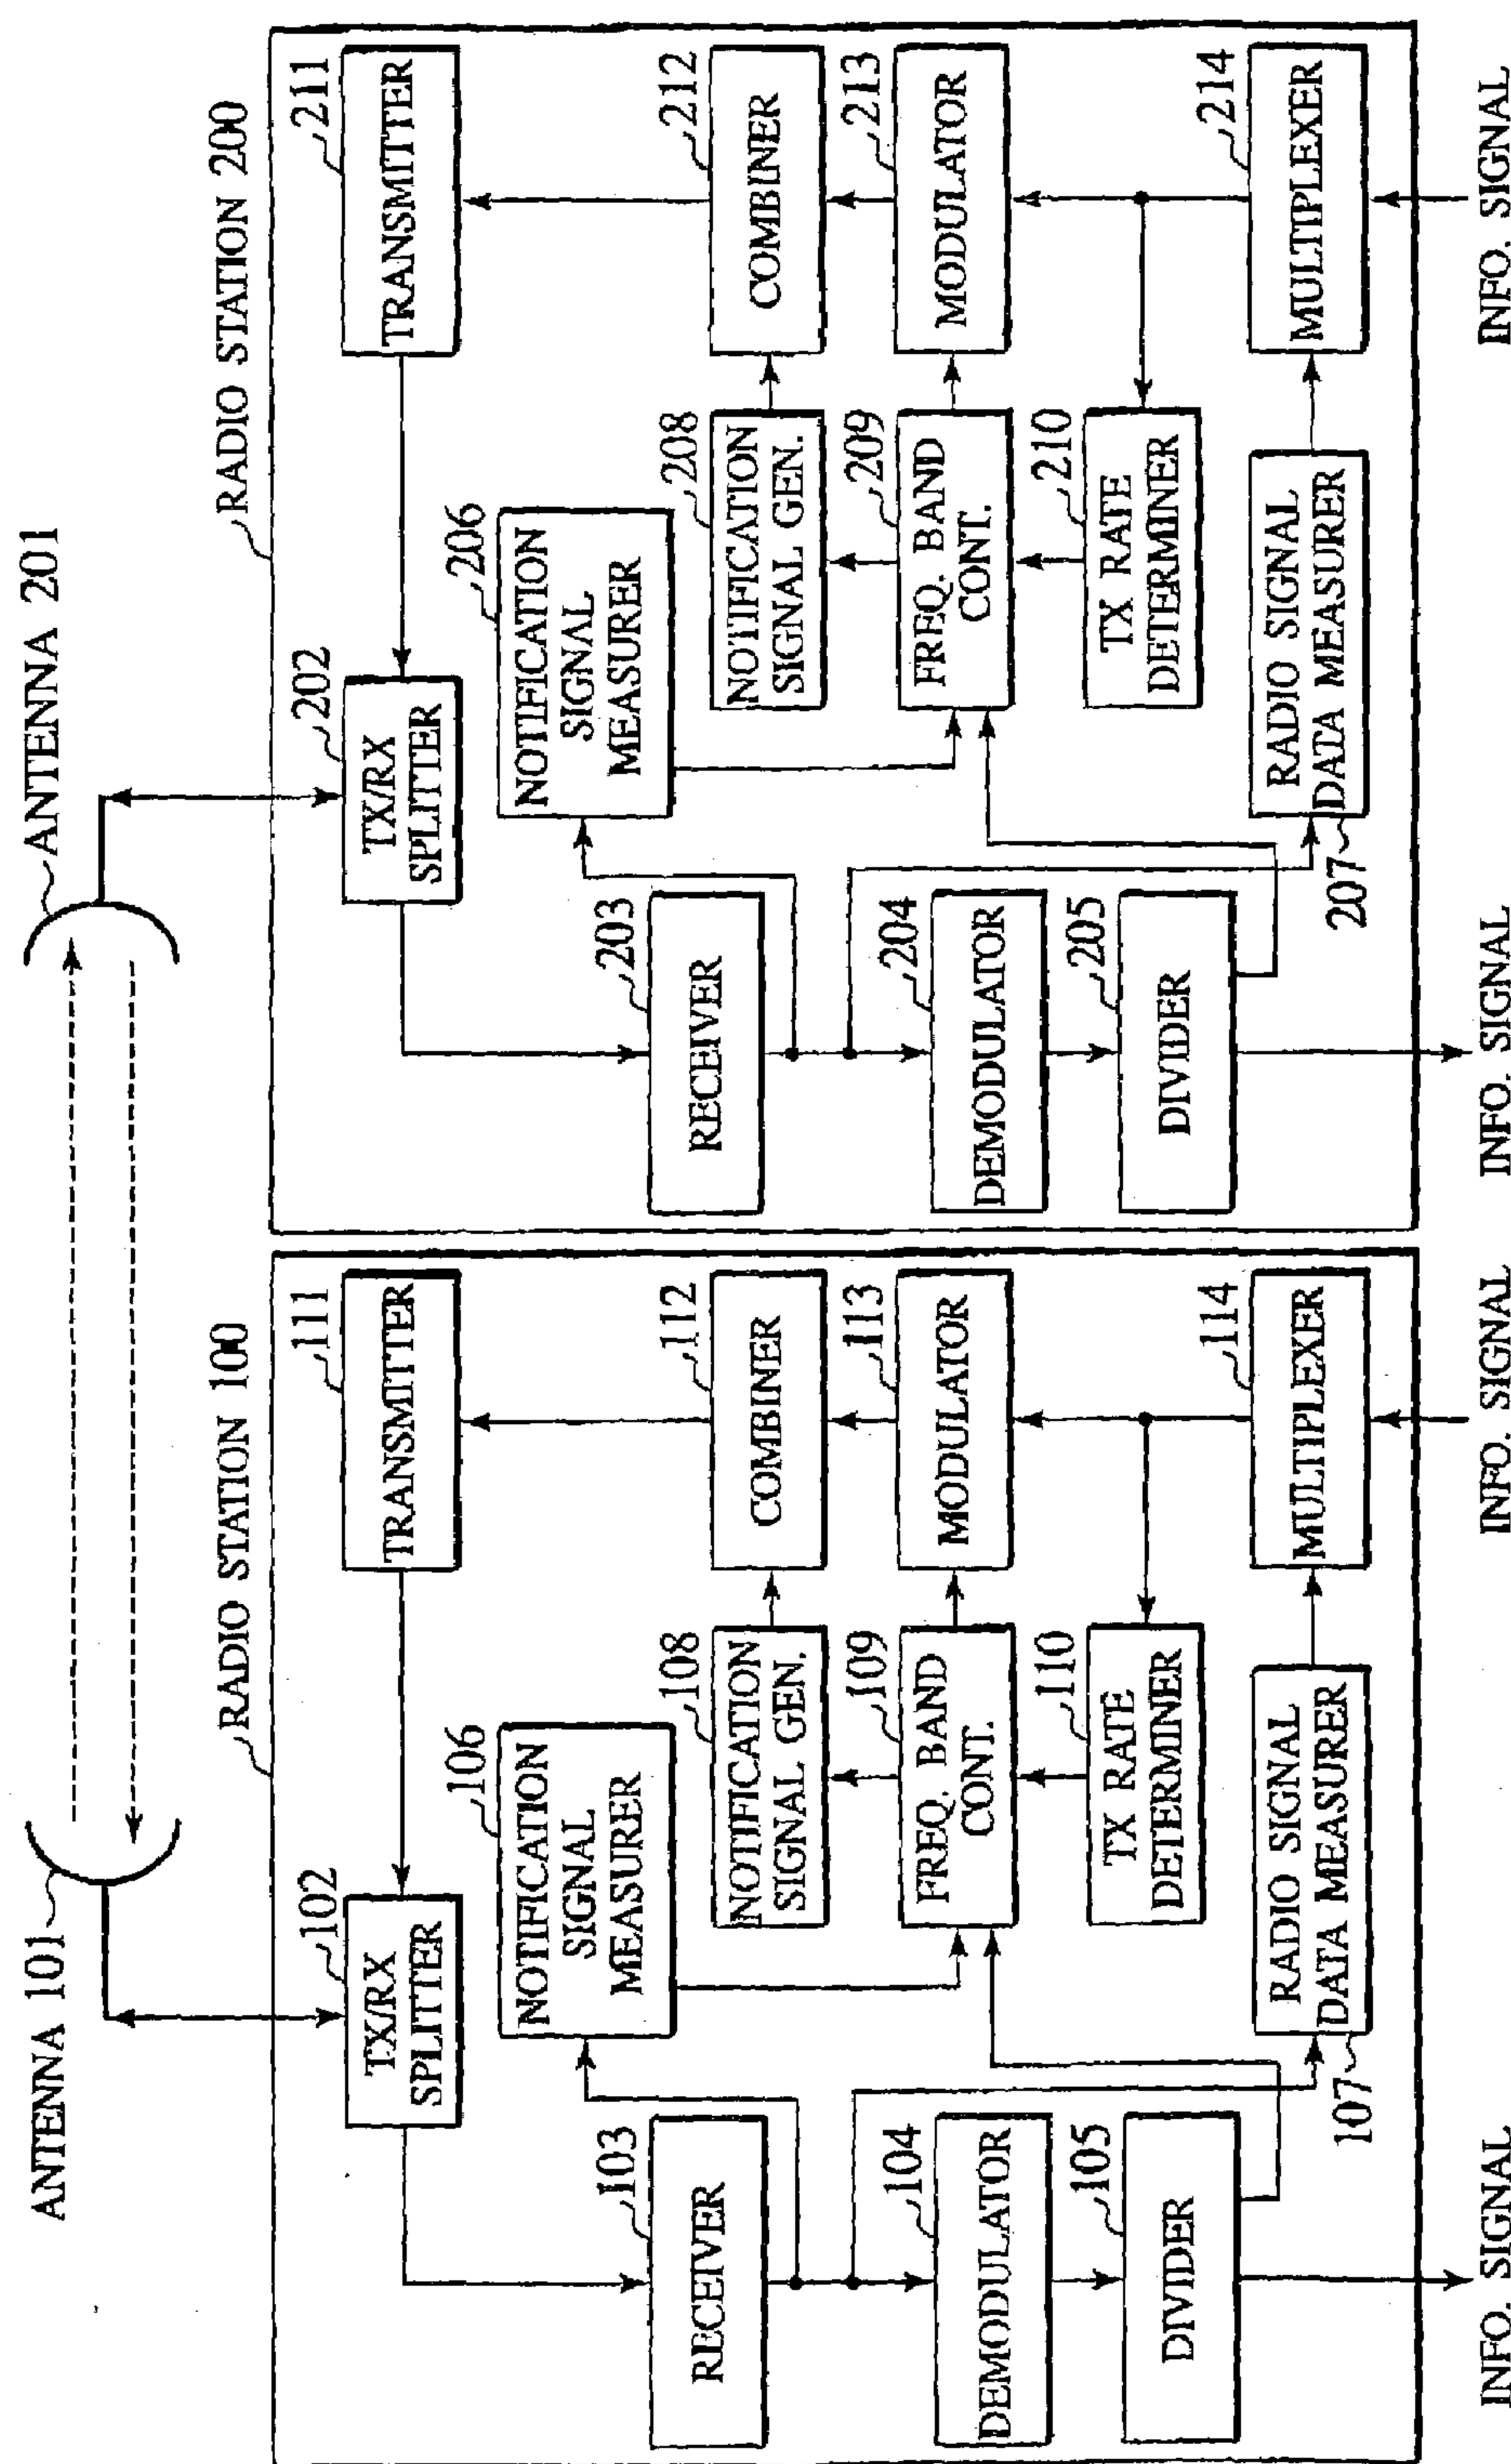 ANTENNA 101
ANTENNA 201
RADIO STATION 100
TX/RX
SPLITTER
102
TRANSMITTER
111
RECEIVER
103
NOTIFICATION
SIGNAL
MEASURER
106
NOTIFICATION
SIGNAL GEN.
108
COMBINER
112
DEMODULATOR
104
FREQ. BAND
CONT.
109
MODULATOR
113
DIVIDER
105
TX RATE
DETERMINER
110
RADIO SIGNAL
DATA MEASURER
107
MULTIPLEXER
114
INFO. SIGNAL
INFO. SIGNAL
RADIO STATION 200
TX/RX
SPLITTER
202
TRANSMITTER
211
RECEIVER
203
NOTIFICATION
SIGNAL
MEASURER
206
NOTIFICATION
SIGNAL GEN.
208
COMBINER
212
DEMODULATOR
204
FREQ. BAND
CONT.
209
MODULATOR
213
DIVIDER
205
TX RATE
DETERMINER
210
RADIO SIGNAL
DATA MEASURER
207
MULTIPLEXER
214
INFO. SIGNAL
INFO. SIGNAL